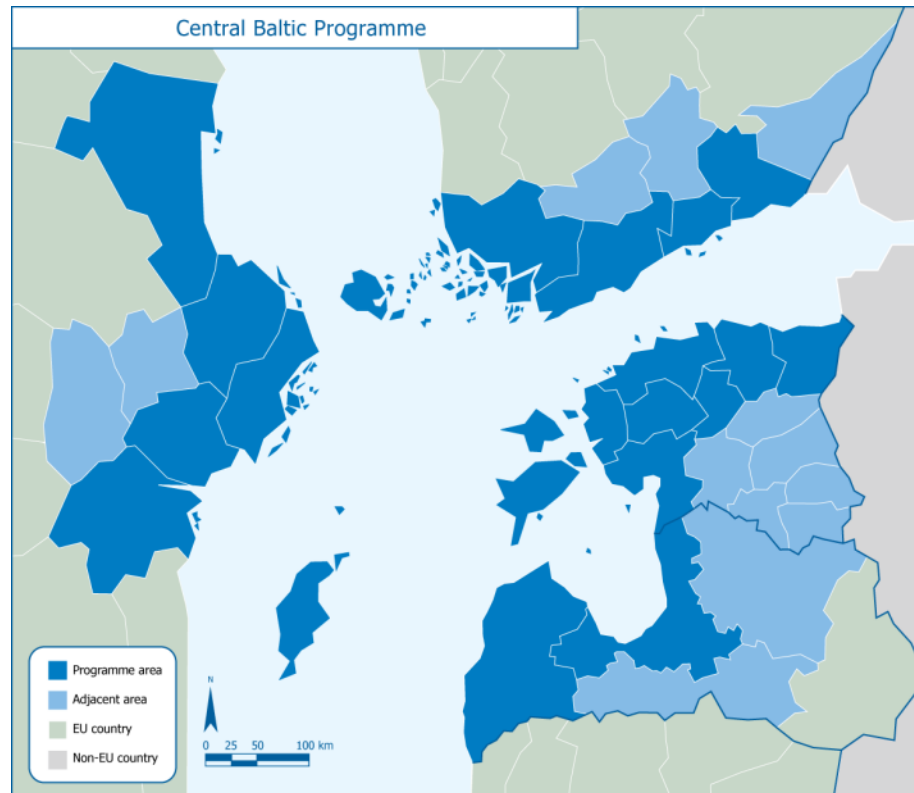 Central Baltic Programme
Programme area
Adjacent area
EU country
Non-EU country
N
0 25 50 100 km